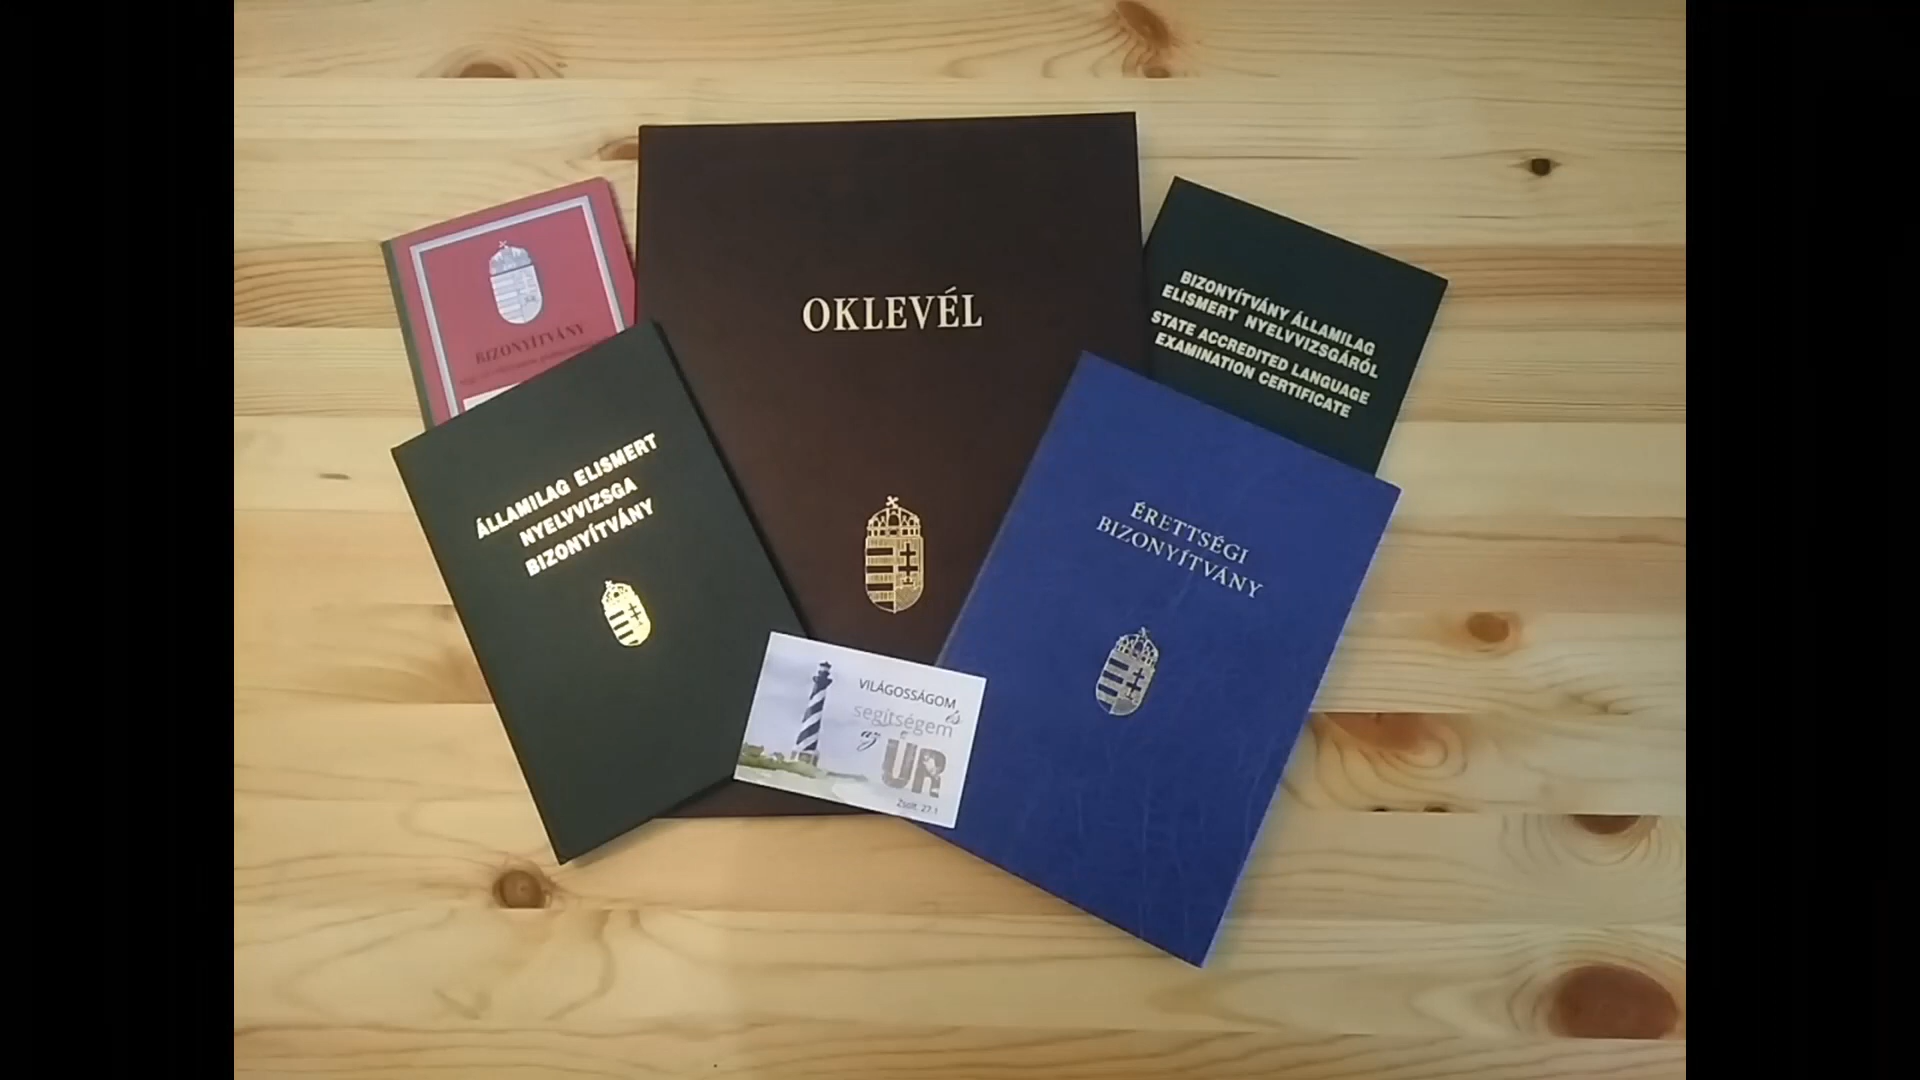 BIZONYÍTVÁNY
OKLEVÉL
BIZONYÍTVÁNY ÁLLAMILAG
ELISMERT NYELVVIZSGÁRÓL
STATE ACCREDITED LANGUAGE
EXAMINATION CERTIFICATE
ÁLLAMILAG ELISMERT
NYELVVIZSGA
BIZONYÍTVÁNY
ÉRETTSÉGI
BIZONYÍTVÁNY
VILÁGOSSÁGOM
és
segítségem
az ÚR
Zsolt. 27.1